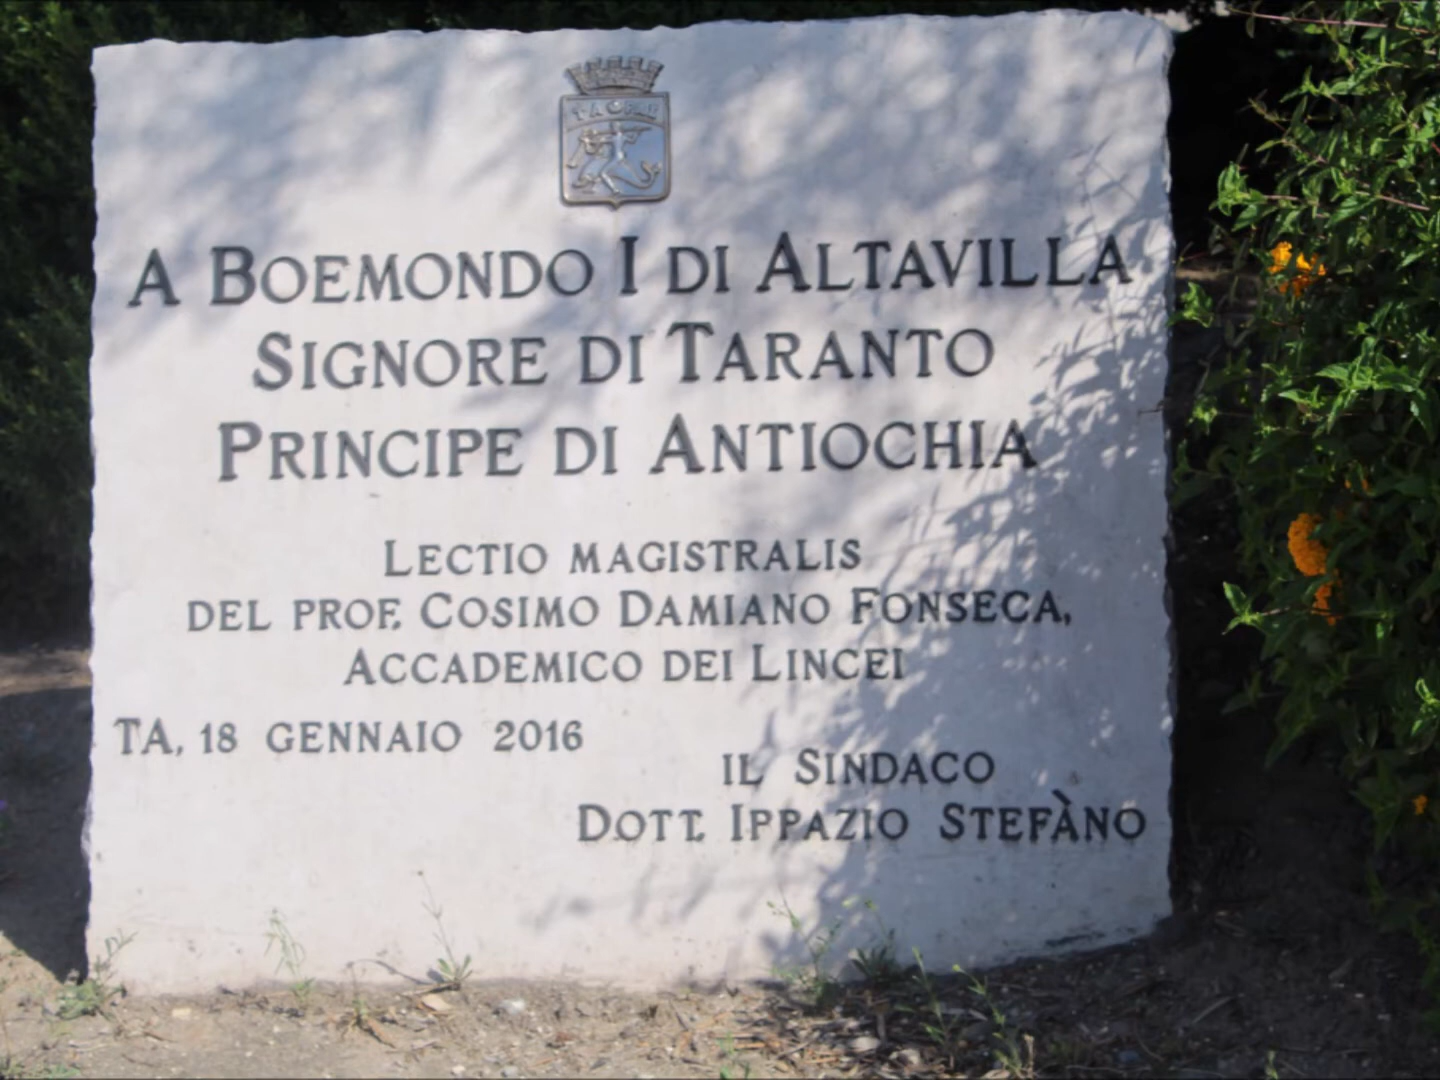 TARAS
A BOEMONDO I DI ALTAVILLA
SIGNORE DI TARANTO
PRINCIPE DI ANTIOCHIA
LECTIO MAGISTRALIS
DEL PROF. COSIMO DAMIANO FONSECA,
ACCADEMICO DEI LINCEI
TA, 18 GENNAIO 2016
IL SINDACO
DOTT. IPPAZIO STEFÀNO